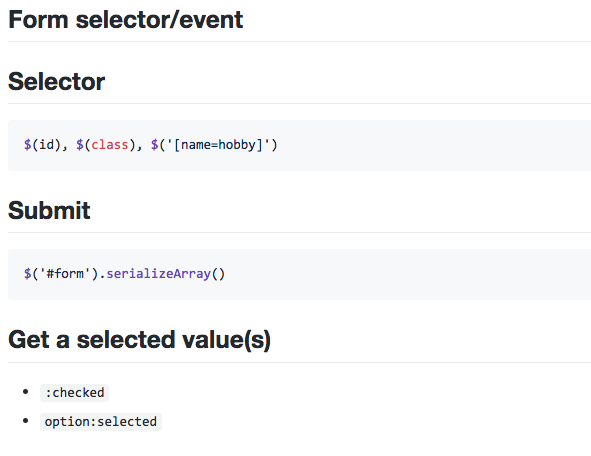 Form selector/event
Selector
$(id), $(class), $('[name=hobby]')
Submit
$('#form').serializeArray()
Get a selected value(s)
:checked
option:selected